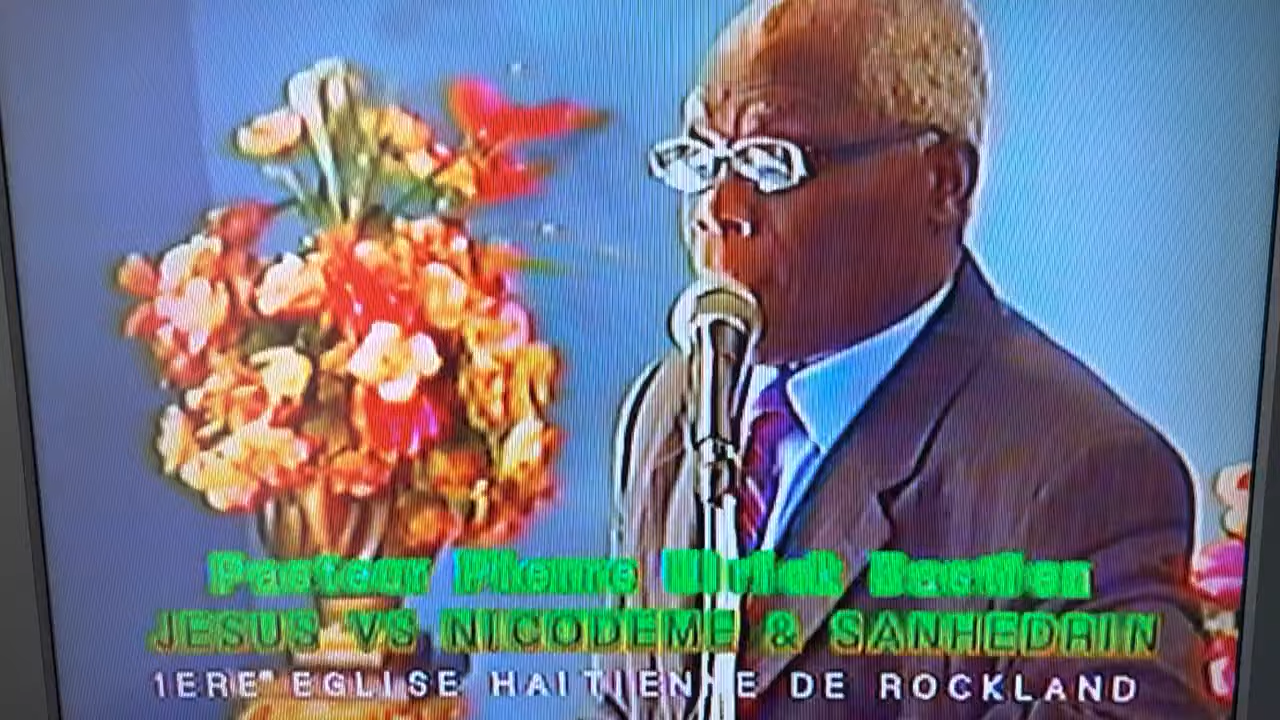 Pasteur Pierre Ulrick Bastien
JESUS VS NICODEME & SANHEDRIN
1ERE EGLISE HAITIENNE DE ROCKLAND